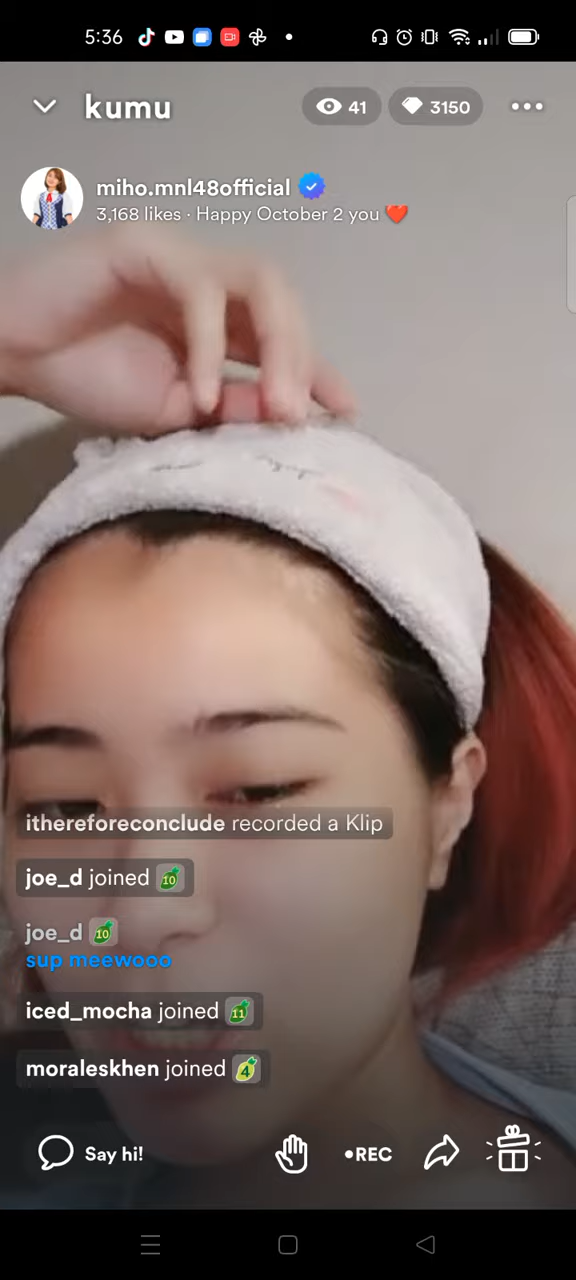 5:36
kumu
41
3150
miho.mnl48official
3,168 likes · Happy October 2 you ❤️
ithereforeconclude recorded a Klip
joe_d joined 10
joe_d 10
sup meewooo
iced_mocha joined 11
moraleskhen joined 4
Say hi!
•REC